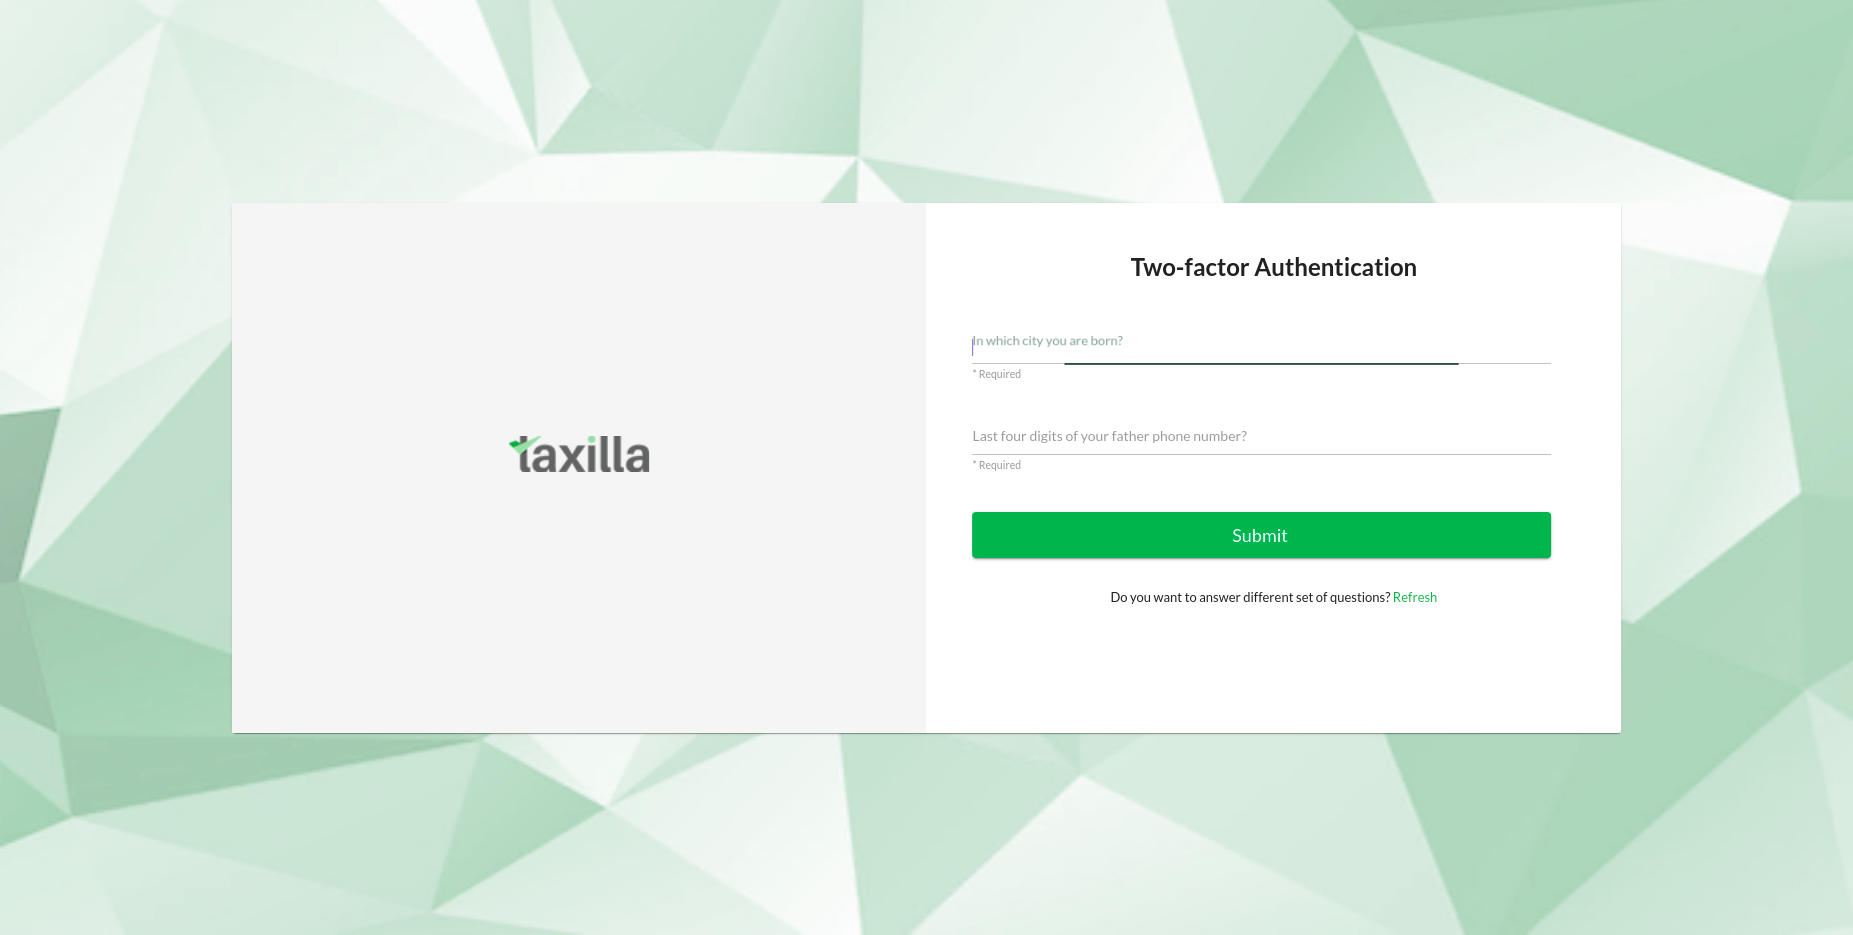 taxilla
Two-factor Authentication
In which city you are born?
* Required
Last four digits of your father phone number?
* Required
Submit
Do you want to answer different set of questions? Refresh